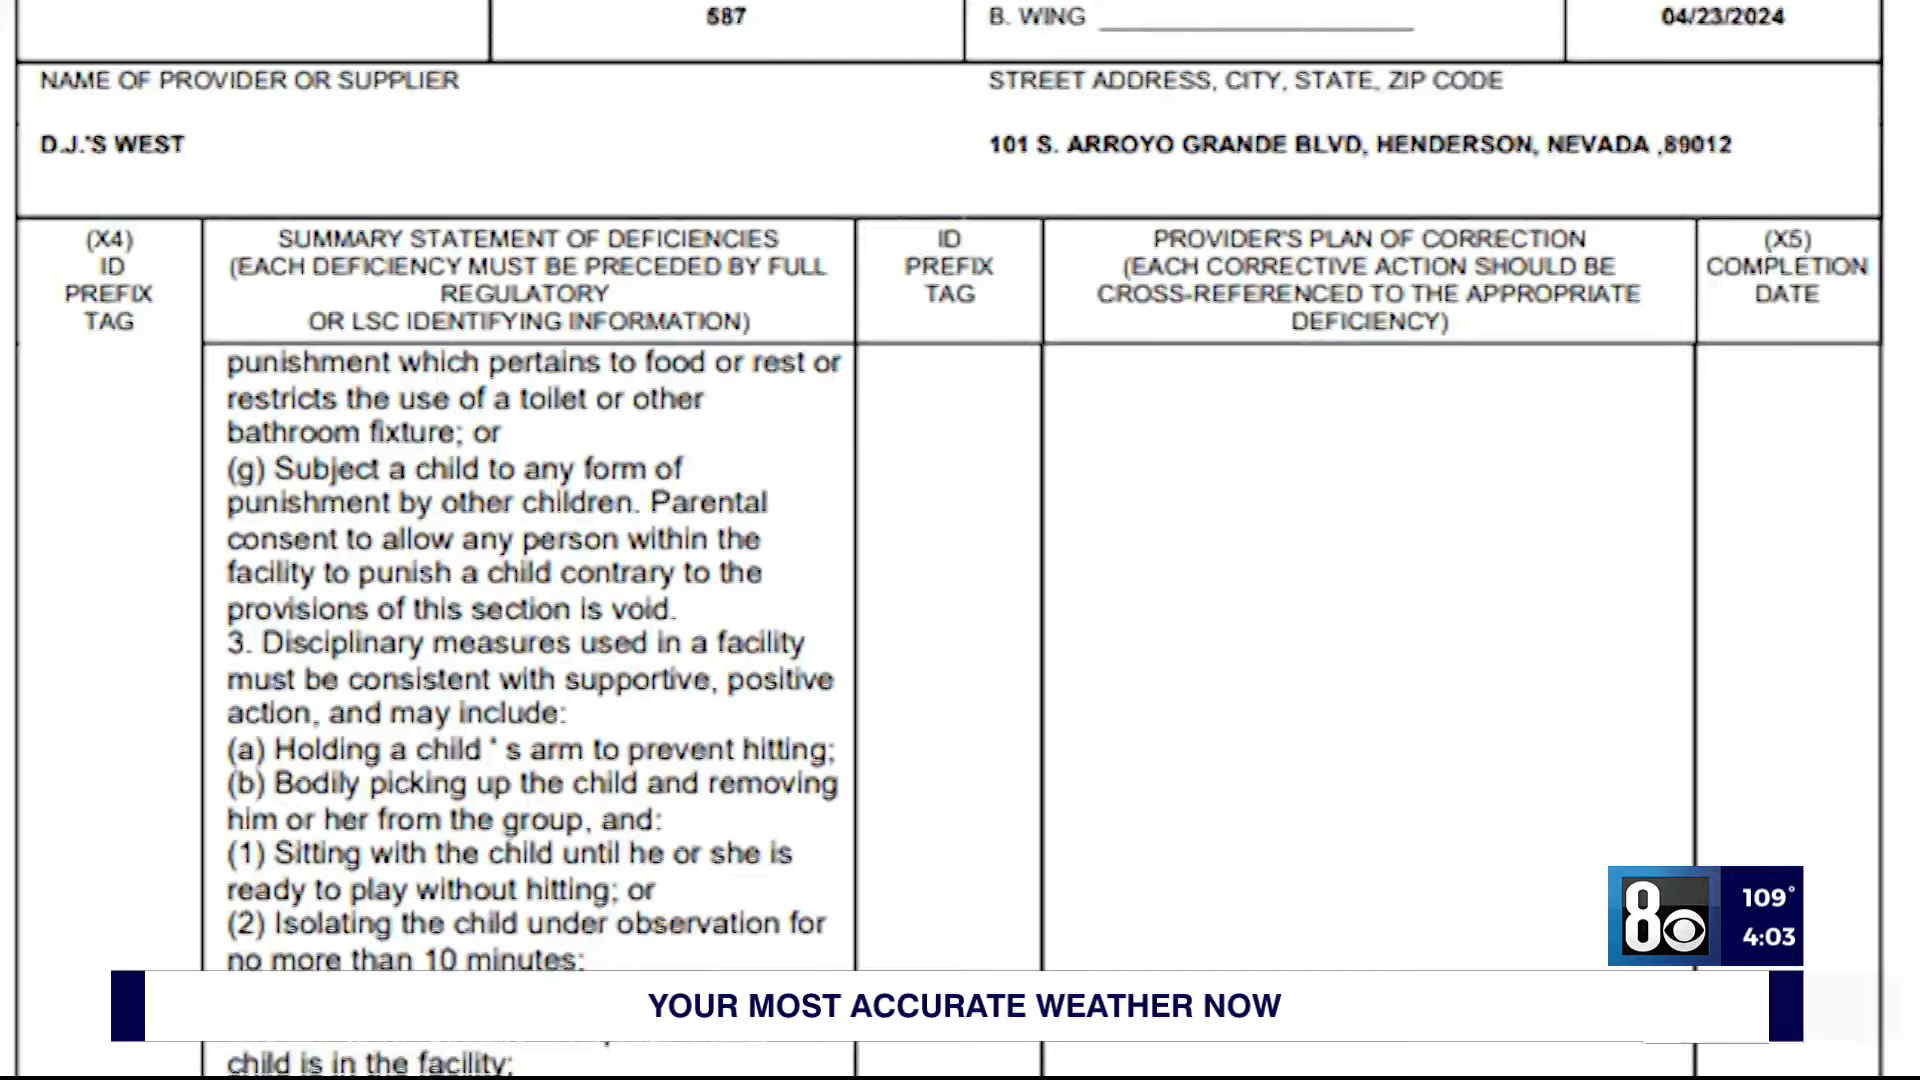 587
B. WING
04/23/2024
NAME OF PROVIDER OR SUPPLIER
STREET ADDRESS, CITY, STATE, ZIP CODE
D.J.'S WEST
101 S. ARROYO GRANDE BLVD, HENDERSON, NEVADA ,89012
(X4)
ID
PREFIX
TAG
SUMMARY STATEMENT OF DEFICIENCIES
(EACH DEFICIENCY MUST BE PRECEDED BY FULL
REGULATORY
OR LSC IDENTIFYING INFORMATION)
ID
PREFIX
TAG
PROVIDER'S PLAN OF CORRECTION
(EACH CORRECTIVE ACTION SHOULD BE
CROSS-REFERENCED TO THE APPROPRIATE
DEFICIENCY)
(X5)
COMPLETION
DATE
punishment which pertains to food or rest or
restricts the use of a toilet or other
bathroom fixture; or
(g) Subject a child to any form of
punishment by other children. Parental
consent to allow any person within the
facility to punish a child contrary to the
provisions of this section is void.
3. Disciplinary measures used in a facility
must be consistent with supportive, positive
action, and may include:
(a) Holding a child ' s arm to prevent hitting;
(b) Bodily picking up the child and removing
him or her from the group, and:
(1) Sitting with the child until he or she is
ready to play without hitting; or
(2) Isolating the child under observation for
no more than 10 minutes;
child is in the facility;
8
109°
4:03
YOUR MOST ACCURATE WEATHER NOW